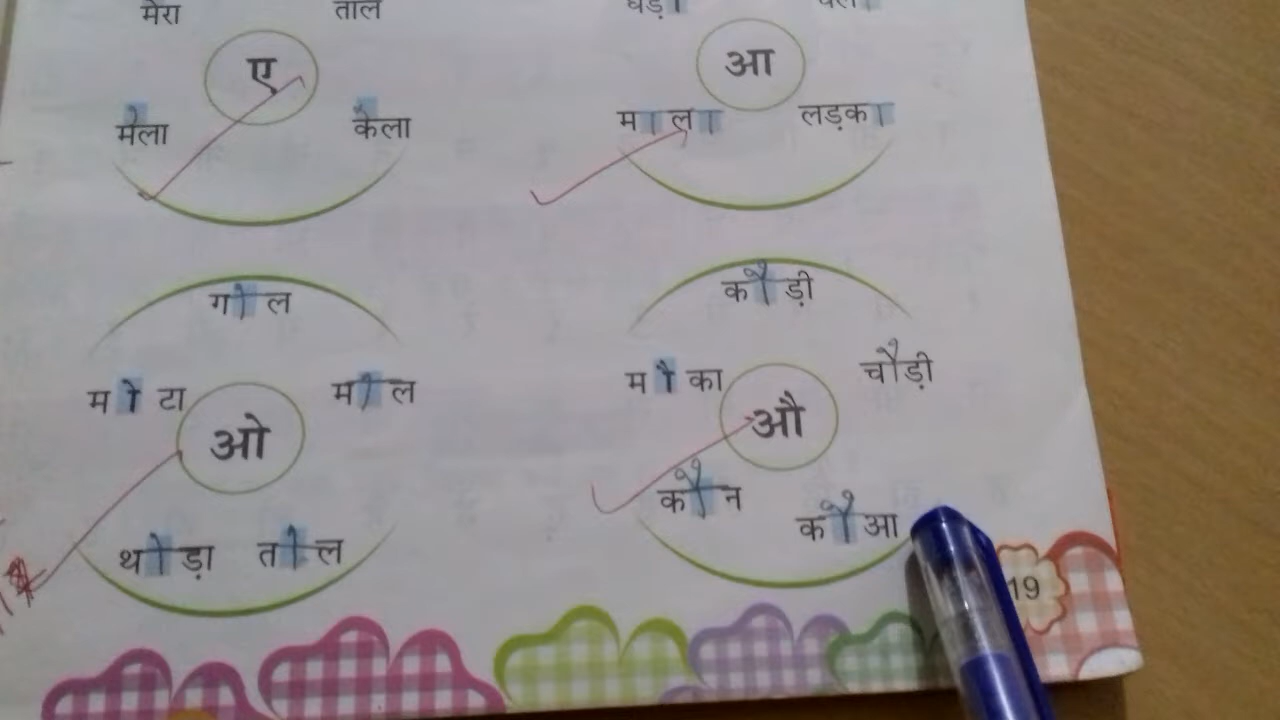 मेरा ताल
ए आ
मेला केला माला लड़का
गोल कौड़ी
मोटा मोल मौका चौड़ी
ओ औ
कौन
थोड़ा तोल कौआ
19